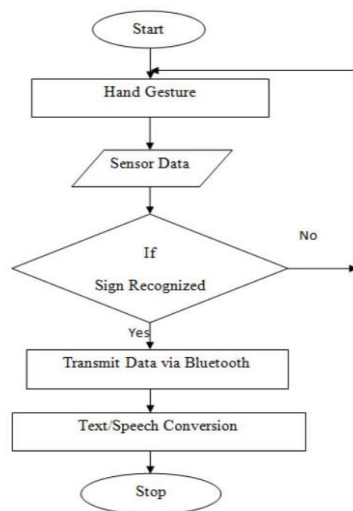 Start
Hand Gesture
Sensor Data
If
Sign Recognized
No
Yes
Transmit Data via Bluetooth
Text/Speech Conversion
Stop